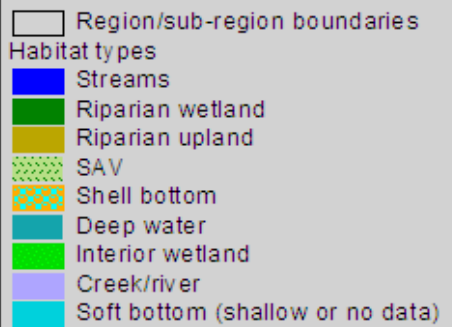 Region/sub-region boundaries
Habitat types
Streams
Riparian wetland
Riparian upland
SAV
Shell bottom
Deep water
Interior wetland
Creek/river
Soft bottom (shallow or no data)